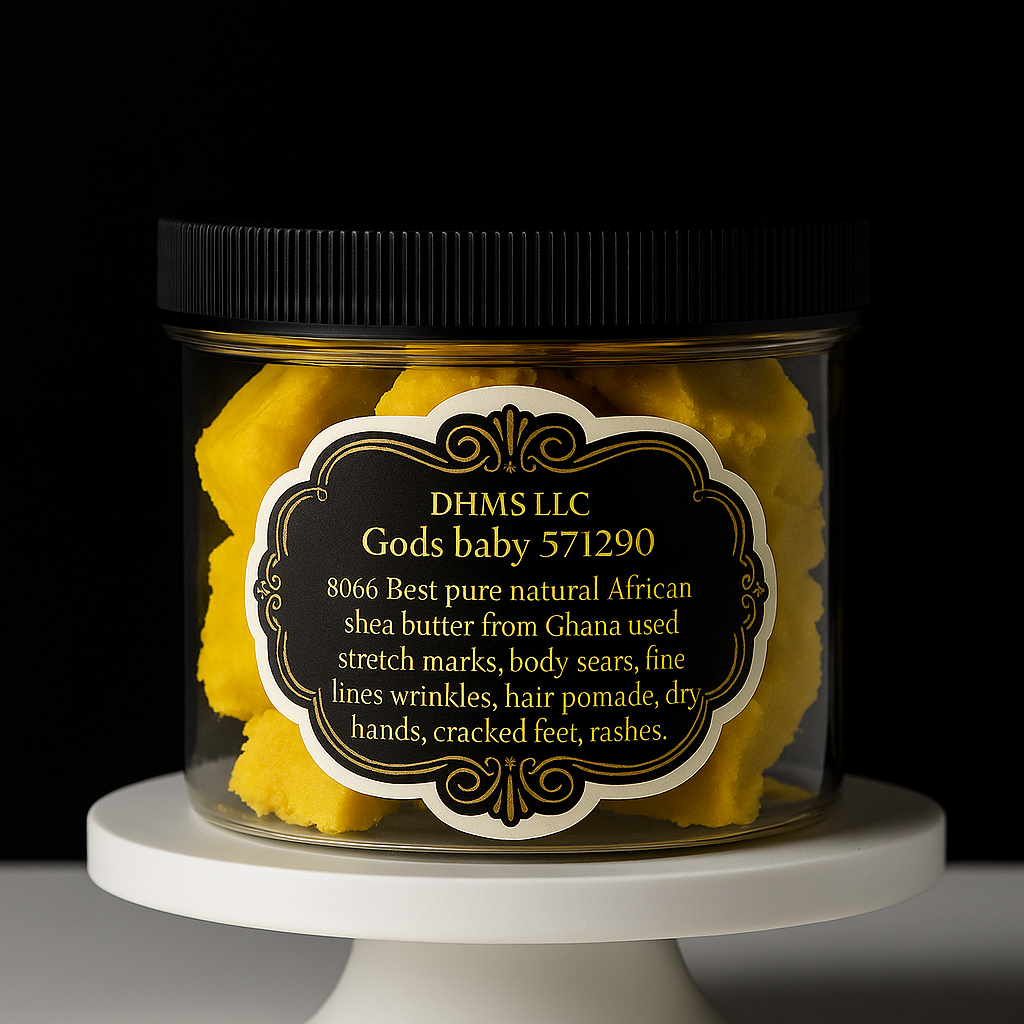 DHMS LLC
Gods baby 571290
8066 Best pure natural African
shea butter from Ghana used
stretch marks, body sears, fine
lines wrinkles, hair pomade, dry
hands, cracked feet, rashes.